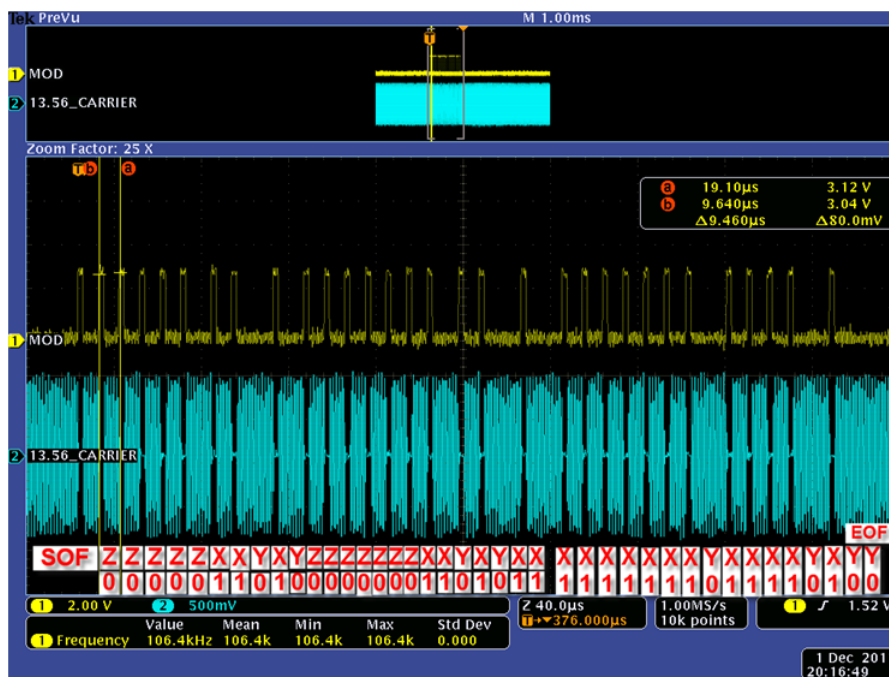 Tek PreVu M 1.00ms
T
1 MOD
2 13.56_CARRIER
Zoom Factor: 25 X
T b a
a 19.10µs 3.12 V
b 9.640µs 3.04 V
Δ9.460µs Δ80.0mV
1 MOD
2 13.56_CARRIER
EOF
SOF Z Z Z Z Z X X Y X Y Z Z Z Z Z Z X X Y X Y X X X X X X X X X Y X X X X Y X Y Y
0 0 0 0 0 1 1 0 1 0 0 0 0 0 0 0 1 1 0 1 0 1 1 1 1 1 1 1 1 1 0 1 1 1 1 0 1 0 0
1 2.00 V 2 500mV Z 40.0µs 1.00MS/s 1 1.52 V
T 376.000µs 10k points
Value Mean Min Max Std Dev
1 Frequency 106.4kHz 106.4k 106.4k 106.4k 0.000
1 Dec 201
20:16:49